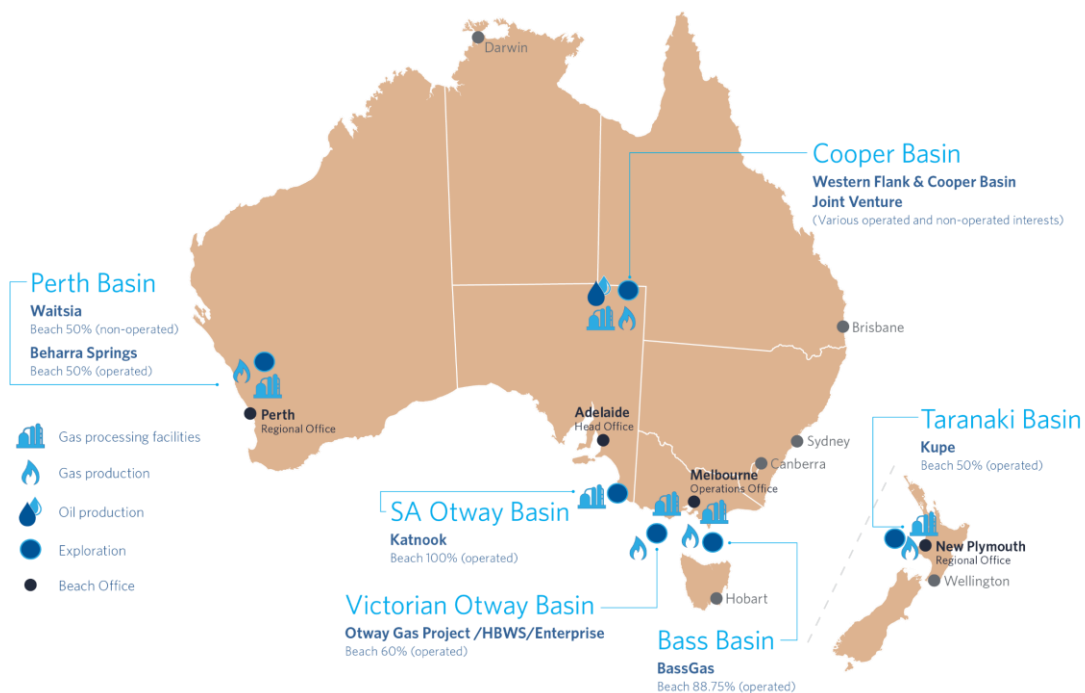 Darwin
Cooper Basin
Western Flank & Cooper Basin
Joint Venture
(Various operated and non-operated interests)
Perth Basin
Waitsia
Beach 50% (non-operated)
Beharra Springs
Beach 50% (operated)
Brisbane
Perth
Regional Office
Adelaide
Head Office
Sydney
Canberra
Melbourne
Operations Office
Taranaki Basin
Kupe
Beach 50% (operated)
Gas processing facilities
Gas production
Oil production
Exploration
Beach Office
SA Otway Basin
Katnook
Beach 100% (operated)
New Plymouth
Regional Office
Wellington
Victorian Otway Basin
Otway Gas Project /HBWS/Enterprise
Beach 60% (operated)
Hobart
Bass Basin
BassGas
Beach 88.75% (operated)